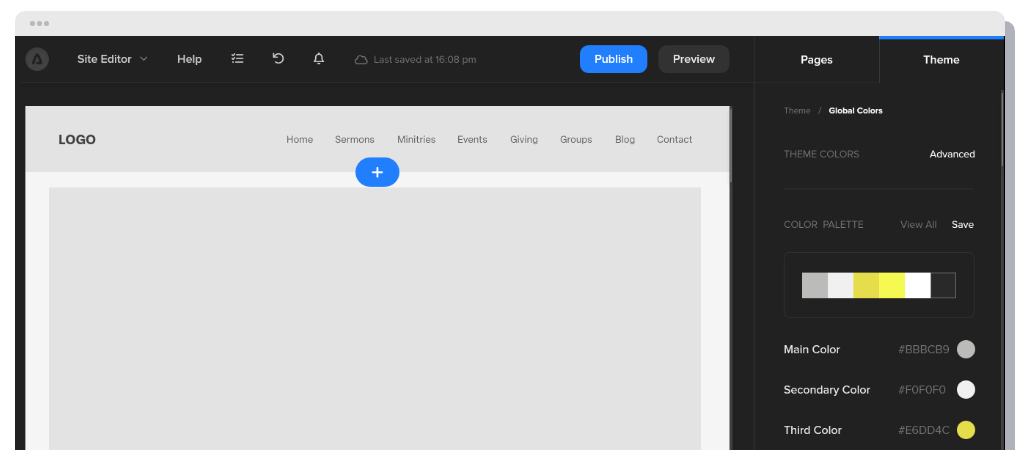 Site Editor Help Last saved at 16:08 pm Publish Preview Pages Theme
Theme / Global Colors
LOGO Home Sermons Minitries Events Giving Groups Blog Contact
THEME COLORS Advanced
+
COLOR PALETTE View All Save
Main Color #BBBCB9
Secondary Color #F0F0F0
Third Color #E6DD4C